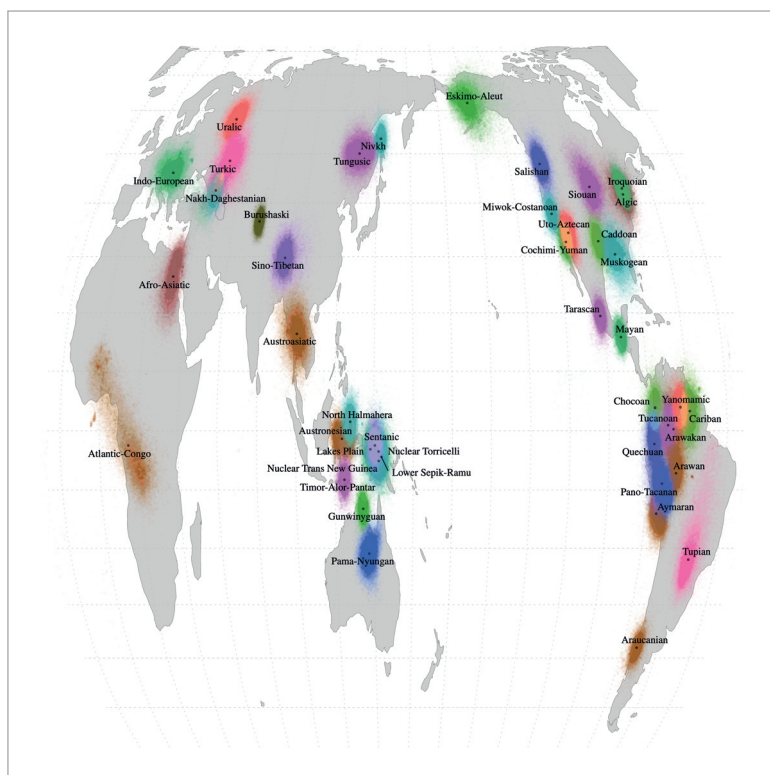 Eskimo-Aleut
Uralic
Nivkh
Tungusic
Turkic
Salishan
Indo-European
Iroquoian
Siouan
Nakh-Daghestanian
Algic
Miwok-Costanoan
Burushaski
Uto-Aztecan
Caddoan
Cochimi-Yuman
Sino-Tibetan
Muskogean
Afro-Asiatic
Tarascan
Mayan
Austroasiatic
Chocoan
Yanomamic
North Halmahera
Tucanoan
Cariban
Austronesian
Sentanic
Arawakan
Atlantic-Congo
Lakes Plain
Nuclear Torricelli
Quechuan
Nuclear Trans New Guinea
Lower Sepik-Ramu
Arawan
Timor-Alor-Pantar
Pano-Tacanan
Gunwinyguan
Aymaran
Pama-Nyungan
Tupian
Araucanian